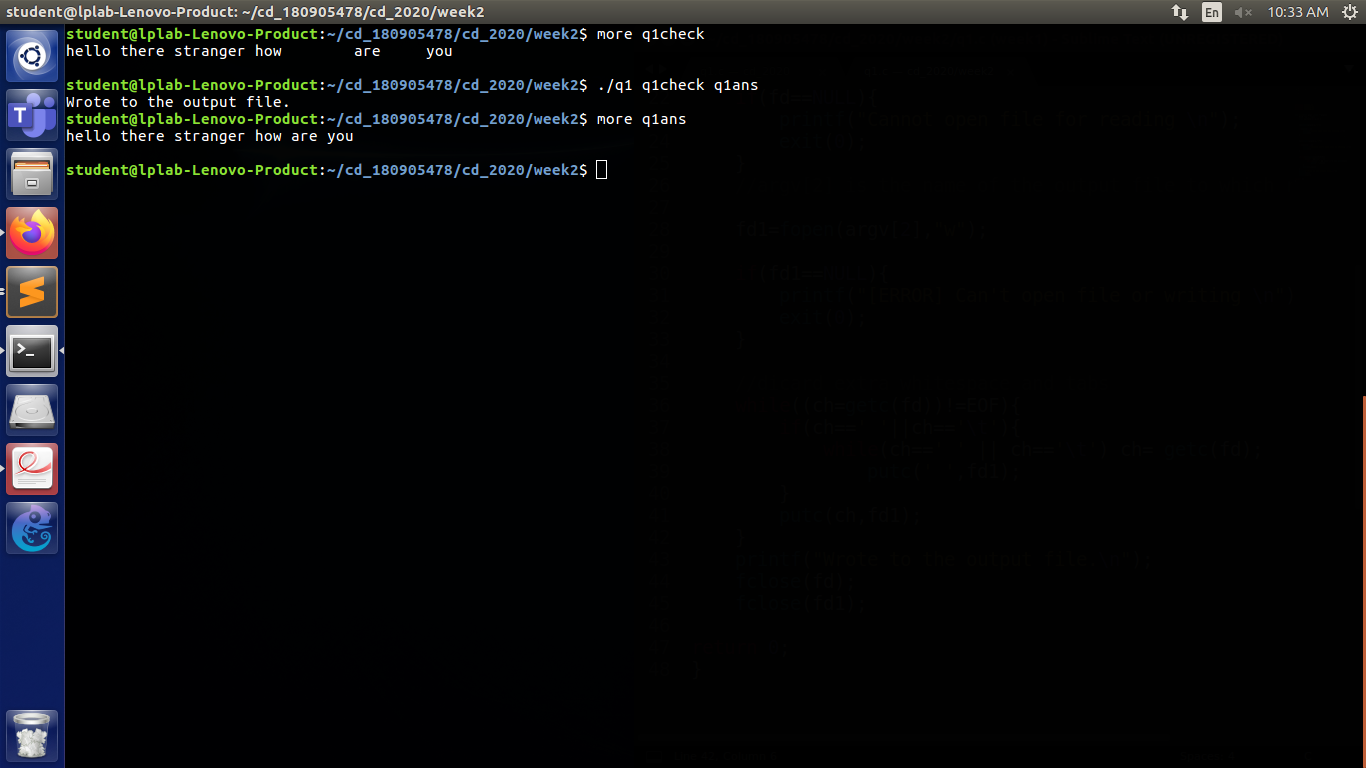 student@lplab-Lenovo-Product: ~/cd_180905478/cd_2020/week2
En
10:33 AM
student@lplab-Lenovo-Product:~/cd_180905478/cd_2020/week2$ more q1check
hello there stranger how        are     you
student@lplab-Lenovo-Product:~/cd_180905478/cd_2020/week2$ ./q1 q1check q1ans
Wrote to the output file.
student@lplab-Lenovo-Product:~/cd_180905478/cd_2020/week2$ more q1ans
hello there stranger how are you
student@lplab-Lenovo-Product:~/cd_180905478/cd_2020/week2$
T
>_